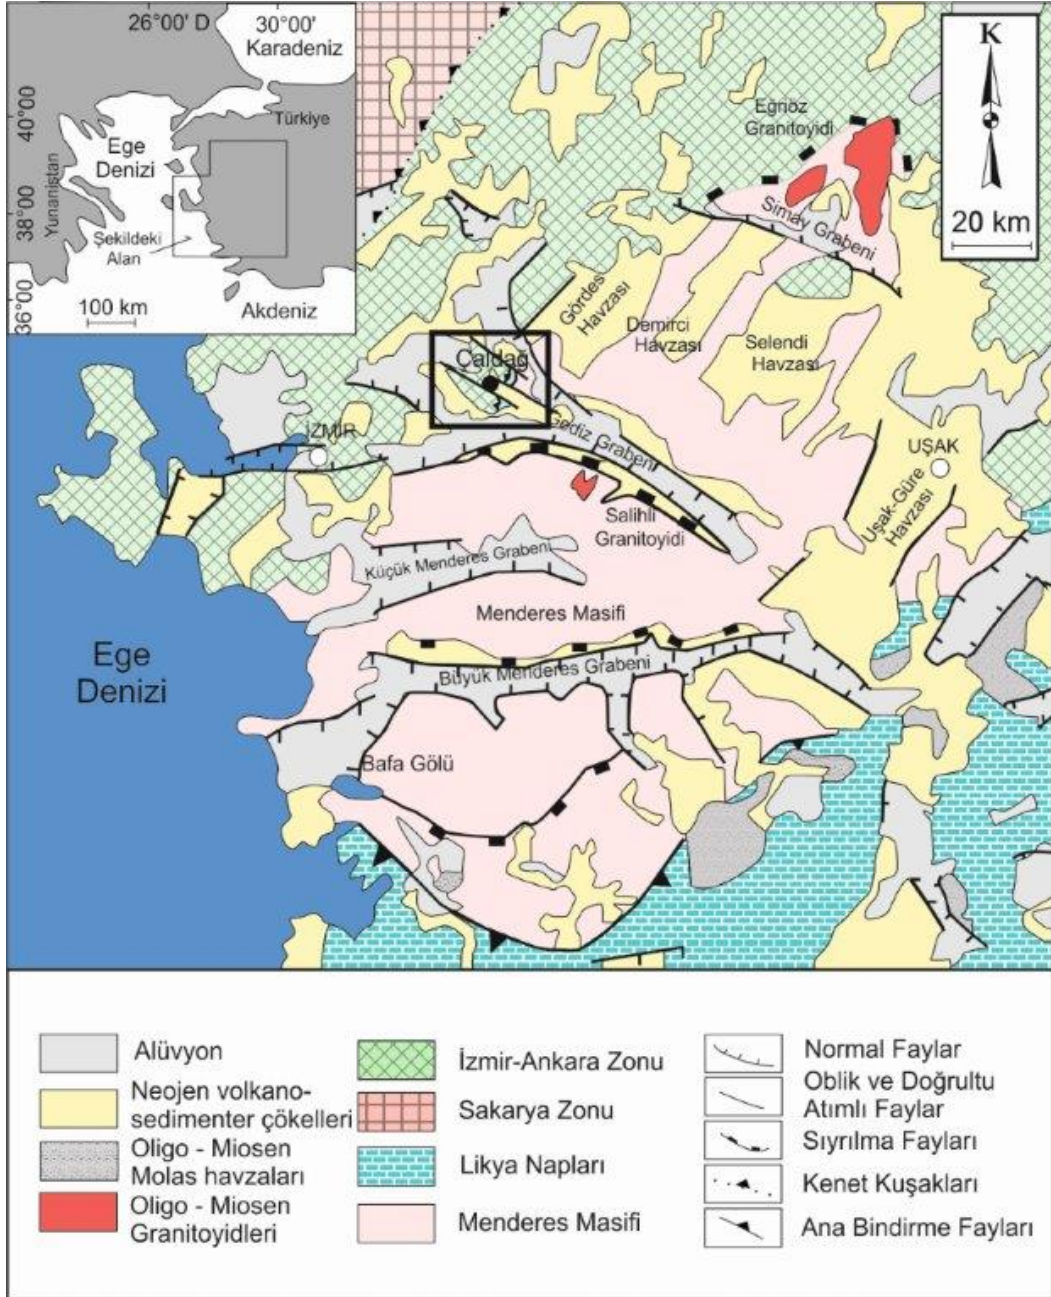 26°00' D
30°00'
Karadeniz
40°00
38°00
36°00
Türkiye
Ege
Denizi
Yunanistan
Şekildeki
Alan
100 km
Akdeniz
K
20 km
Eğriöz
Granitoyidi
Simav Grabeni
Gördes
Havzası
Demirci
Havzası
Selendi
Havzası
Çaldağ
İZMİR
Gediz Grabeni
UŞAK
Uşak-Güre
Havzası
Salihli
Granitoyidi
Küçük Menderes Grabeni
Menderes Masifi
Ege
Denizi
Büyük Menderes Grabeni
Bafa Gölü
Alüvyon
Neojen volkano-
sedimenter çökelleri
Oligo - Miosen
Molas havzaları
Oligo - Miosen
Granitoyidleri
İzmir-Ankara Zonu
Sakarya Zonu
Likya Napları
Menderes Masifi
Normal Faylar
Oblik ve Doğrultu
Atımlı Faylar
Sıyrılma Fayları
Kenet Kuşakları
Ana Bindirme Fayları